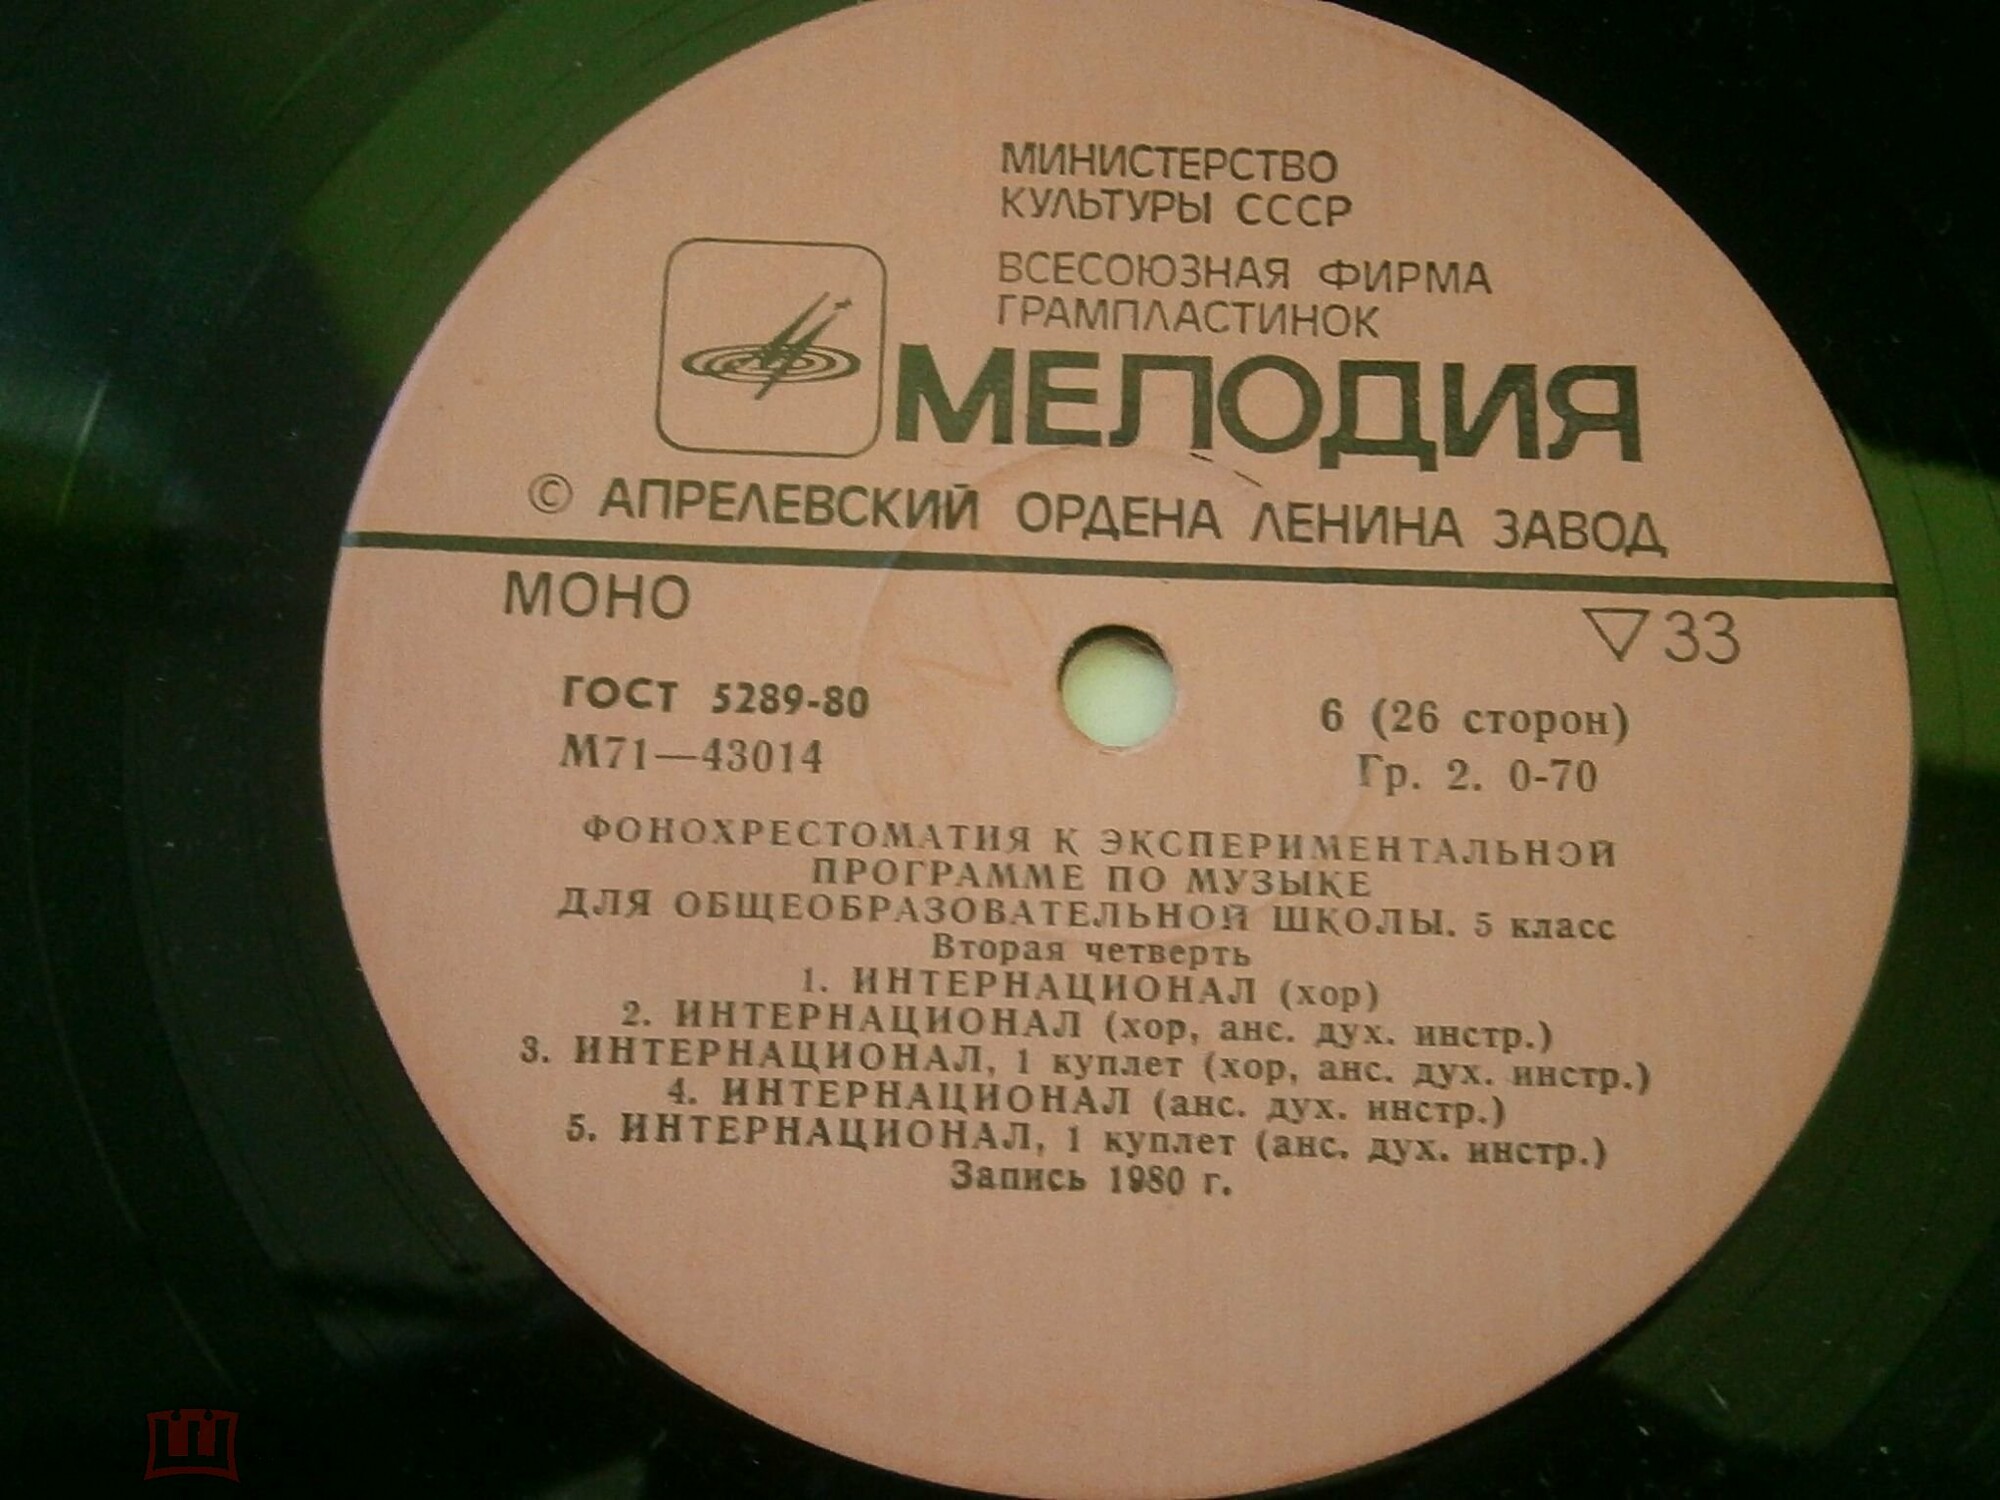 МИНИСТЕРСТВО
КУЛЬТУРЫ СССР
ВСЕСОЮЗНАЯ ФИРМА
ГРАМПЛАСТИНОК
МЕЛОДИЯ
© АПРЕЛЕВСКИЙ ОРДЕНА ЛЕНИНА ЗАВОД
МОНО
▽33
ГОСТ 5289-80
6 (26 сторон)
М71—43014
Гр. 2. 0-70
ФОНОХРЕСТОМАТИЯ К ЭКСПЕРИМЕНТАЛЬНОЙ
ПРОГРАММЕ ПО МУЗЫКЕ
ДЛЯ ОБЩЕОБРАЗОВАТЕЛЬНОЙ ШКОЛЫ. 5 класс
Вторая четверть
1. ИНТЕРНАЦИОНАЛ (хор)
2. ИНТЕРНАЦИОНАЛ (хор, анс. дух. инстр.)
3. ИНТЕРНАЦИОНАЛ, 1 куплет (хор, анс. дух. инстр.)
4. ИНТЕРНАЦИОНАЛ (анс. дух. инстр.)
5. ИНТЕРНАЦИОНАЛ, 1 куплет (анс. дух. инстр.)
Запись 1980 г.